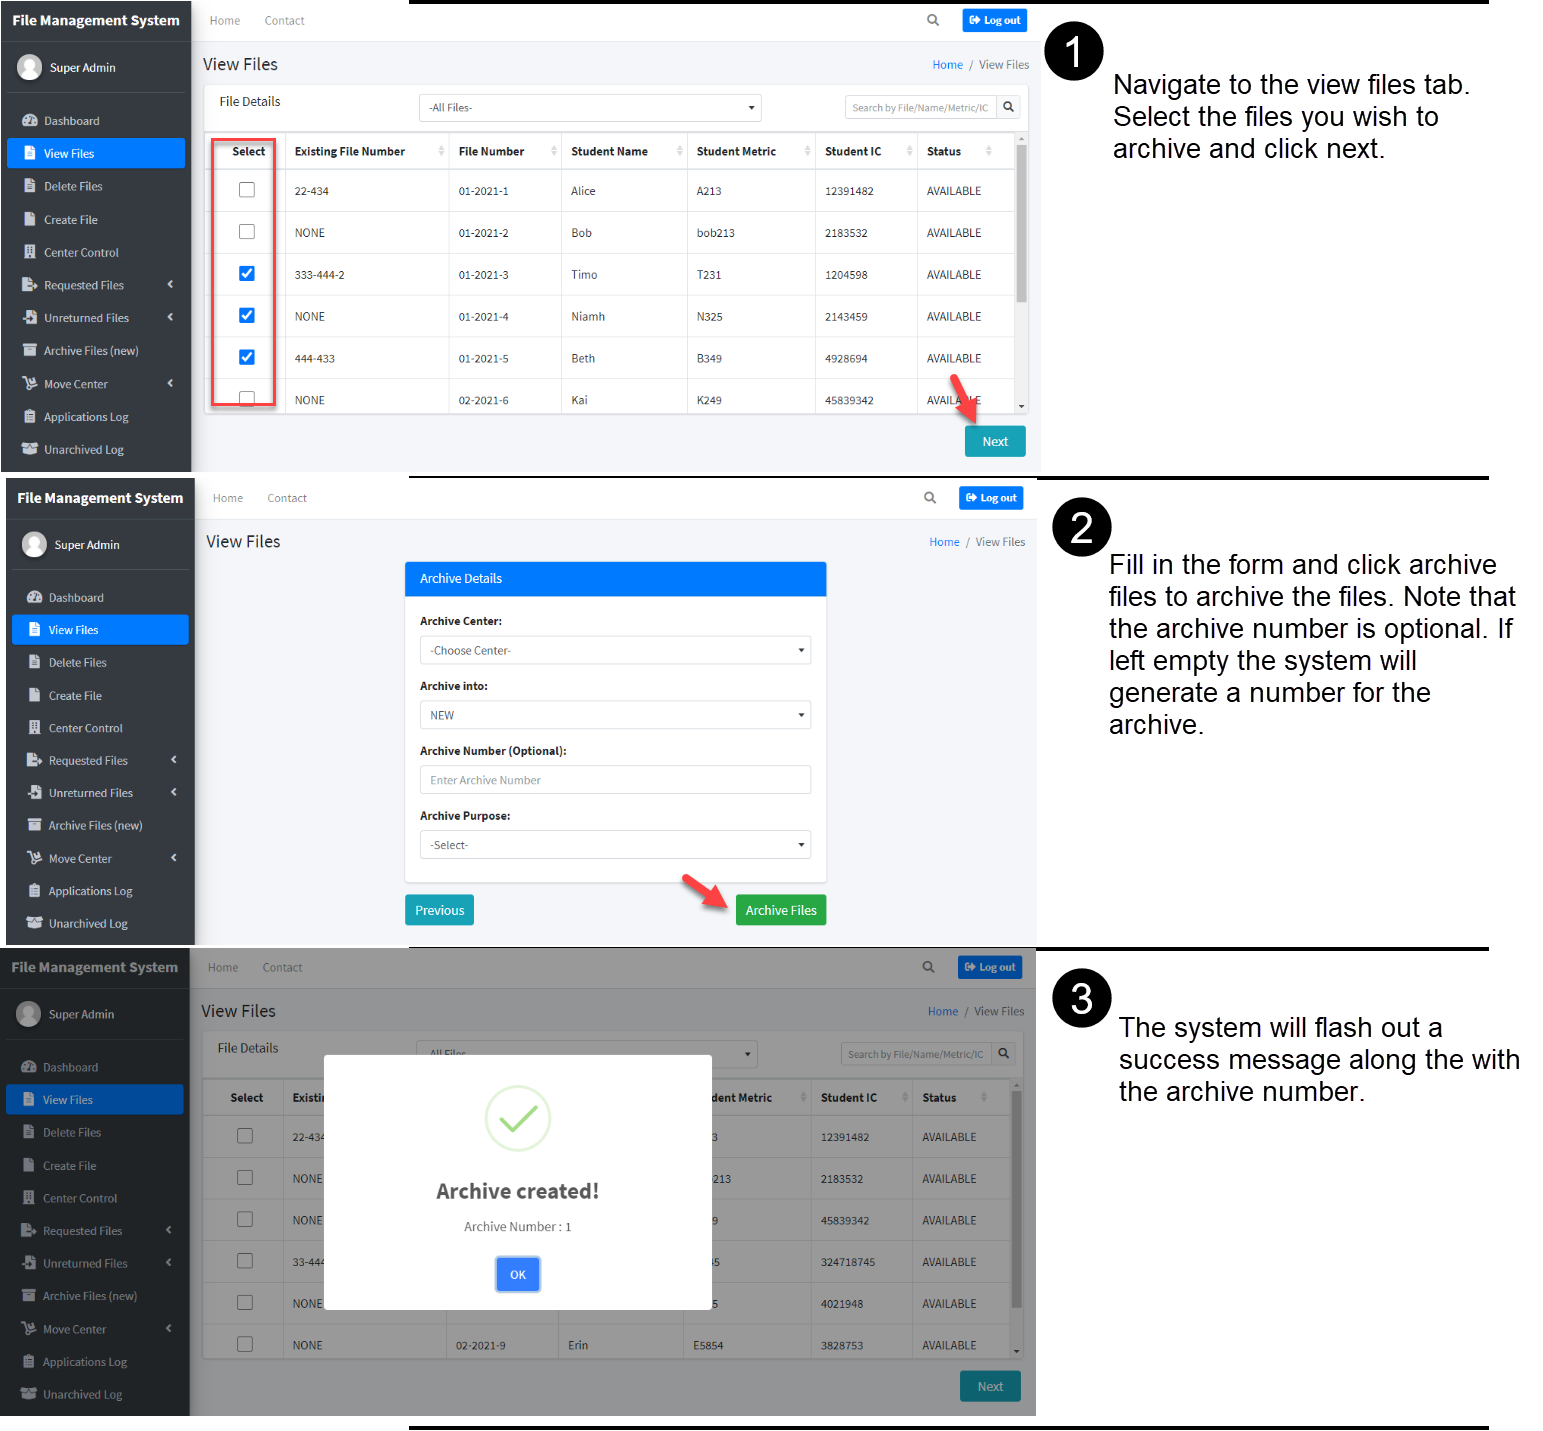 File Management System
Home Contact
Log out
Super Admin
View Files
Home / View Files
Dashboard
View Files
Delete Files
Create File
Center Control
Requested Files
Unreturned Files
Archive Files (new)
Move Center
Applications Log
Unarchived Log
File Details
-All Files-
Search by File/Name/Metric/IC
Select Existing File Number File Number Student Name Student Metric Student IC Status
22-434 01-2021-1 Alice A213 12391482 AVAILABLE
NONE 01-2021-2 Bob bob213 2183532 AVAILABLE
333-444-2 01-2021-3 Timo T231 1204598 AVAILABLE
NONE 01-2021-4 Niamh N325 2143459 AVAILABLE
444-433 01-2021-5 Beth B349 4928694 AVAILABLE
NONE 02-2021-6 Kai K249 45839342 AVAILABLE
Next
1
Navigate to the view files tab.
Select the files you wish to
archive and click next.
File Management System
Home Contact
Log out
Super Admin
View Files
Home / View Files
Dashboard
View Files
Delete Files
Create File
Center Control
Requested Files
Unreturned Files
Archive Files (new)
Move Center
Applications Log
Unarchived Log
Archive Details
Archive Center:
-Choose Center-
Archive into:
NEW
Archive Number (Optional):
Enter Archive Number
Archive Purpose:
-Select-
Previous
Archive Files
2
Fill in the form and click archive
files to archive the files. Note that
the archive number is optional. If
left empty the system will
generate a number for the
archive.
File Management System
Home Contact
Log out
Super Admin
View Files
Home / View Files
Dashboard
View Files
Delete Files
Create File
Center Control
Requested Files
Unreturned Files
Archive Files (new)
Move Center
Applications Log
Unarchived Log
File Details
Search by File/Name/Metric/IC
Select Existi dent Metric Student IC Status
22-434 3 12391482 AVAILABLE
NONE 213 2183532 AVAILABLE
NONE 9 45839342 AVAILABLE
33-444 45 324718745 AVAILABLE
NONE 5 4021948 AVAILABLE
NONE 02-2021-9 Erin E5854 3828753 AVAILABLE
Next
Archive created!
Archive Number : 1
OK
3
The system will flash out a
success message along the with
the archive number.